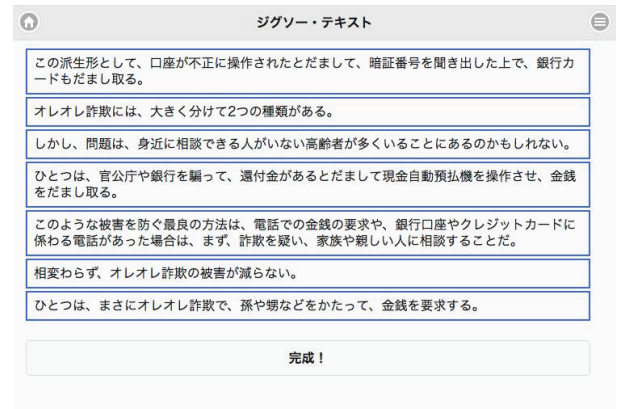 ジグソー・テキスト
この派生形として、口座が不正に操作されたとだまして、暗証番号を聞き出した上で、銀行カ
ードもだまし取る。
オレオレ詐欺には、大きく分けて2つの種類がある。
しかし、問題は、身近に相談できる人がいない高齢者が多くいることにあるのかもしれない。
ひとつは、官公庁や銀行を騙って、還付金があるとだまして現金自動預払機を操作させ、金銭
をだまし取る。
このような被害を防ぐ最良の方法は、電話での金銭の要求や、銀行口座やクレジットカードに
係わる電話があった場合は、まず、詐欺を疑い、家族や親しい人に相談することだ。
相変わらず、オレオレ詐欺の被害が減らない。
ひとつは、まさにオレオレ詐欺で、孫や甥などをかたって、金銭を要求する。
完成！